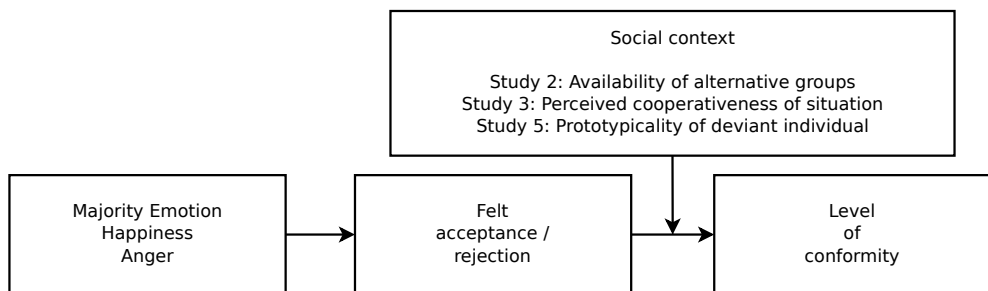 Social context
Study 2: Availability of alternative groups
Study 3: Perceived cooperativeness of situation
Study 5: Prototypicality of deviant individual
Majority Emotion
Happiness
Anger
Felt
acceptance /
rejection
Level
of
conformity